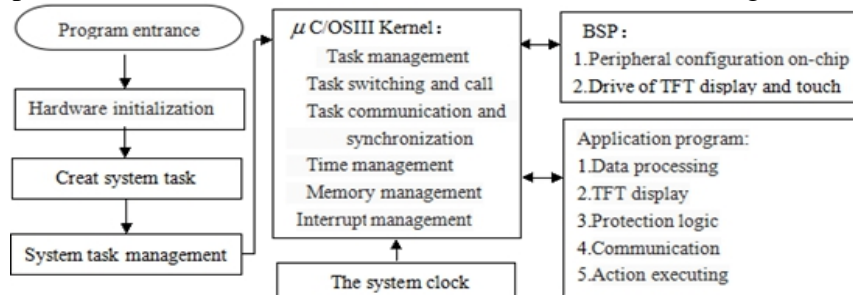 Program entrance
Hardware initialization
Creat system task
System task management
μC/OSIII Kernel:
Task management
Task switching and call
Task communication and
synchronization
Time management
Memory management
Interrupt management
The system clock
BSP:
1.Peripheral configuration on-chip
2.Drive of TFT display and touch
Application program:
1.Data processing
2.TFT display
3.Protection logic
4.Communication
5.Action executing